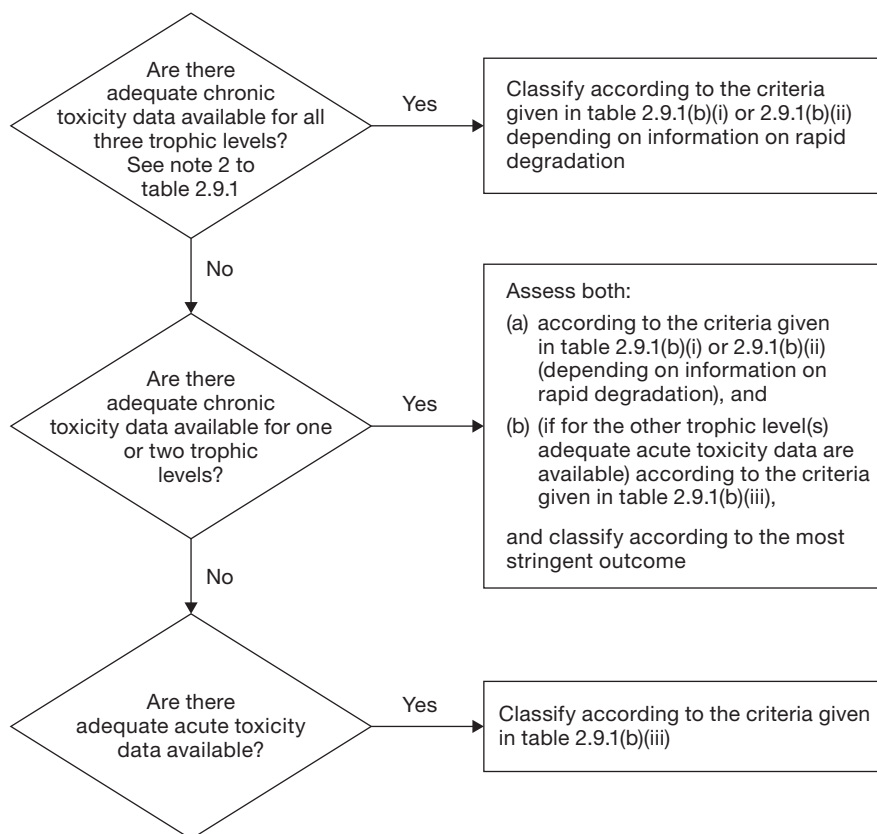 Are there
adequate chronic
toxicity data available for all
three trophic levels?
See note 2 to
table 2.9.1
Yes
Classify according to the criteria
given in table 2.9.1(b)(i) or 2.9.1(b)(ii)
depending on information on rapid
degradation
No
Are there
adequate chronic
toxicity data available for one
or two trophic
levels?
Yes
Assess both:
(a) according to the criteria given
in table 2.9.1(b)(i) or 2.9.1(b)(ii)
(depending on information on
rapid degradation), and
(b) (if for the other trophic level(s)
adequate acute toxicity data are
available) according to the criteria
given in table 2.9.1(b)(iii),
and classify according to the most
stringent outcome
No
Are there
adequate acute toxicity
data available?
Yes
Classify according to the criteria given
in table 2.9.1(b)(iii)